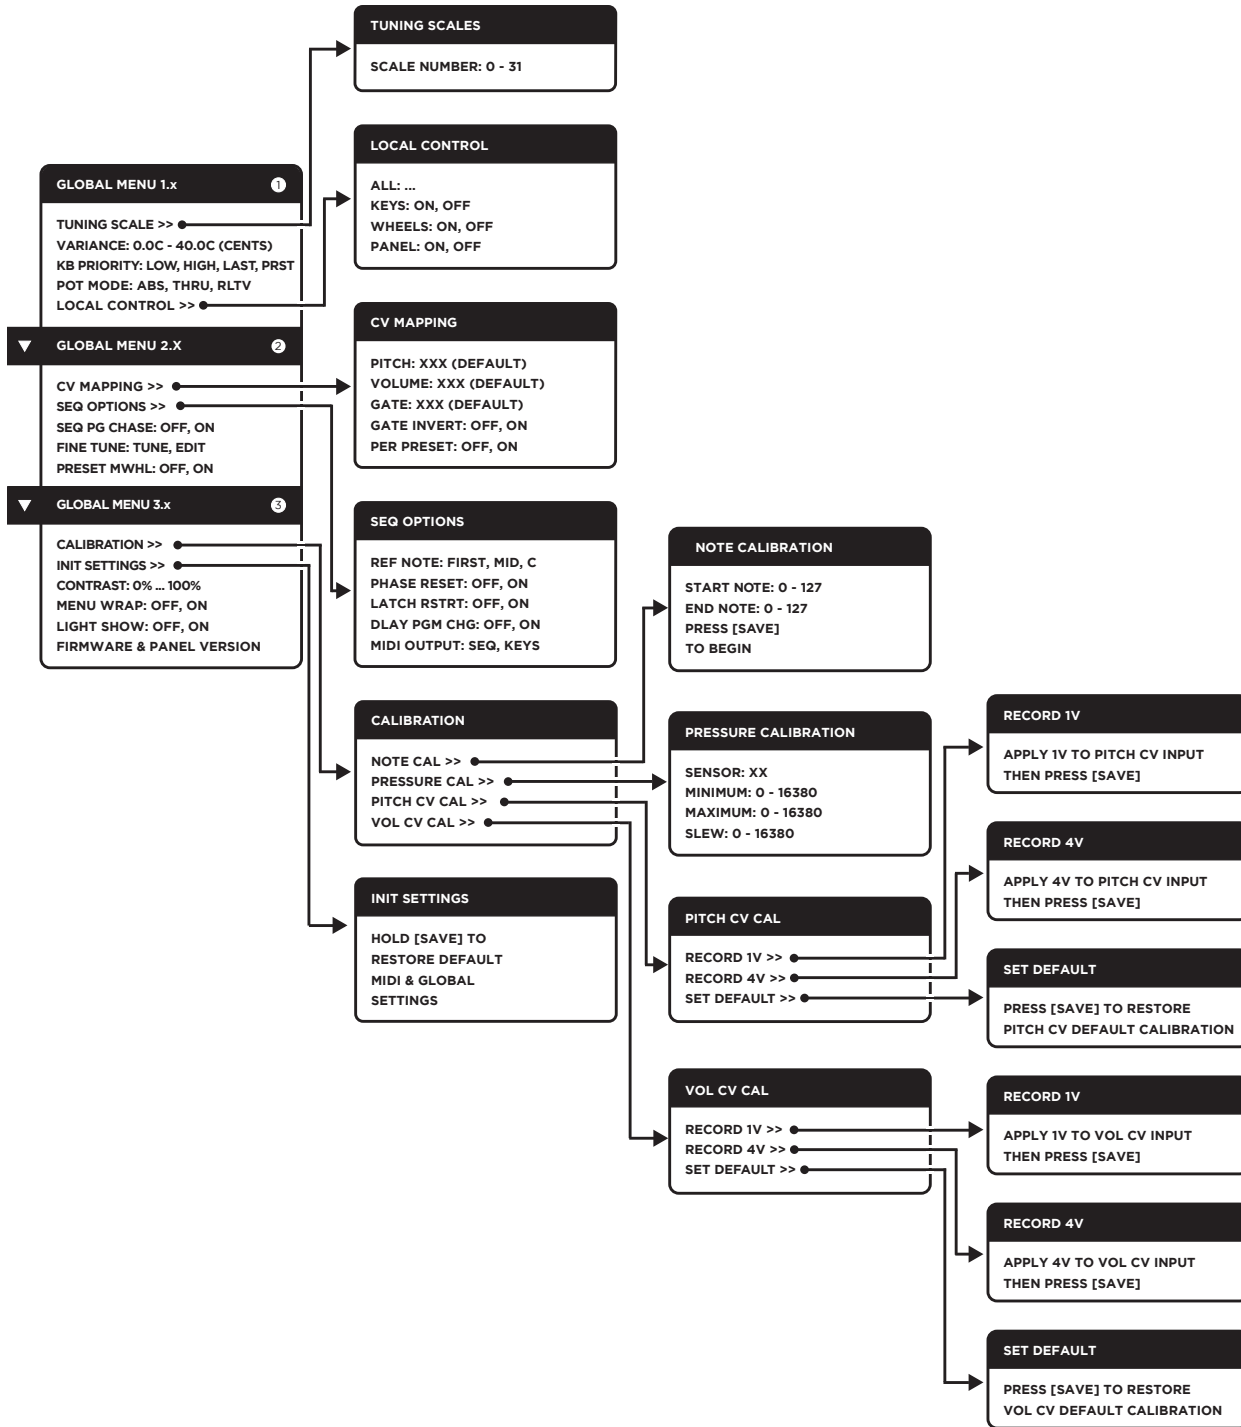 TUNING SCALES
SCALE NUMBER: 0 - 31
LOCAL CONTROL
ALL: ...
KEYS: ON, OFF
WHEELS: ON, OFF
PANEL: ON, OFF
GLOBAL MENU 1.x 1
TUNING SCALE >>
VARIANCE: 0.0C - 40.0C (CENTS)
KB PRIORITY: LOW, HIGH, LAST, PRST
POT MODE: ABS, THRU, RLTV
LOCAL CONTROL >>
GLOBAL MENU 2.X 2
CV MAPPING >>
SEQ OPTIONS >>
SEQ PG CHASE: OFF, ON
FINE TUNE: TUNE, EDIT
PRESET MWHL: OFF, ON
GLOBAL MENU 3.x 3
CALIBRATION >>
INIT SETTINGS >>
CONTRAST: 0% ... 100%
MENU WRAP: OFF, ON
LIGHT SHOW: OFF, ON
FIRMWARE & PANEL VERSION
CV MAPPING
PITCH: XXX (DEFAULT)
VOLUME: XXX (DEFAULT)
GATE: XXX (DEFAULT)
GATE INVERT: OFF, ON
PER PRESET: OFF, ON
SEQ OPTIONS
REF NOTE: FIRST, MID, C
PHASE RESET: OFF, ON
LATCH RSTRT: OFF, ON
DLAY PGM CHG: OFF, ON
MIDI OUTPUT: SEQ, KEYS
CALIBRATION
NOTE CAL >>
PRESSURE CAL >>
PITCH CV CAL >>
VOL CV CAL >>
INIT SETTINGS
HOLD [SAVE] TO
RESTORE DEFAULT
MIDI & GLOBAL
SETTINGS
NOTE CALIBRATION
START NOTE: 0 - 127
END NOTE: 0 - 127
PRESS [SAVE]
TO BEGIN
PRESSURE CALIBRATION
SENSOR: XX
MINIMUM: 0 - 16380
MAXIMUM: 0 - 16380
SLEW: 0 - 16380
PITCH CV CAL
RECORD 1V >>
RECORD 4V >>
SET DEFAULT >>
VOL CV CAL
RECORD 1V >>
RECORD 4V >>
SET DEFAULT >>
RECORD 1V
APPLY 1V TO PITCH CV INPUT
THEN PRESS [SAVE]
RECORD 4V
APPLY 4V TO PITCH CV INPUT
THEN PRESS [SAVE]
SET DEFAULT
PRESS [SAVE] TO RESTORE
PITCH CV DEFAULT CALIBRATION
RECORD 1V
APPLY 1V TO VOL CV INPUT
THEN PRESS [SAVE]
RECORD 4V
APPLY 4V TO VOL CV INPUT
THEN PRESS [SAVE]
SET DEFAULT
PRESS [SAVE] TO RESTORE
VOL CV DEFAULT CALIBRATION